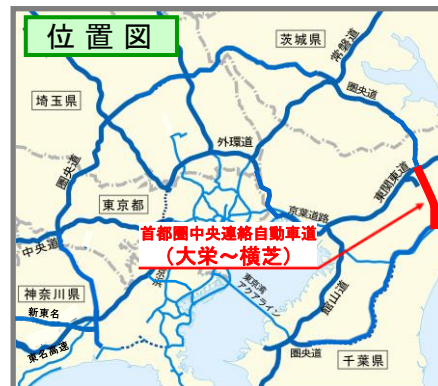 位置図
茨城県
常磐道
圏央道
埼玉県
外環道
圏央道
東関東道
東京都
京葉道路
首都圏中央連絡自動車道
(大栄～横芝)
中央道
神奈川県
新東名
東名高速
東京湾
アクアライン
館山道
圏央道
千葉県